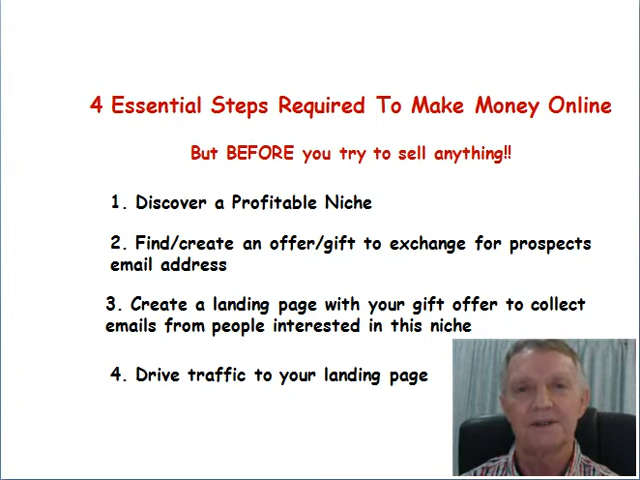 4 Essential Steps Required To Make Money Online
But BEFORE you try to sell anything!!
1. Discover a Profitable Niche
2. Find/create an offer/gift to exchange for prospects
email address
3. Create a landing page with your gift offer to collect
emails from people interested in this niche
4. Drive traffic to your landing page